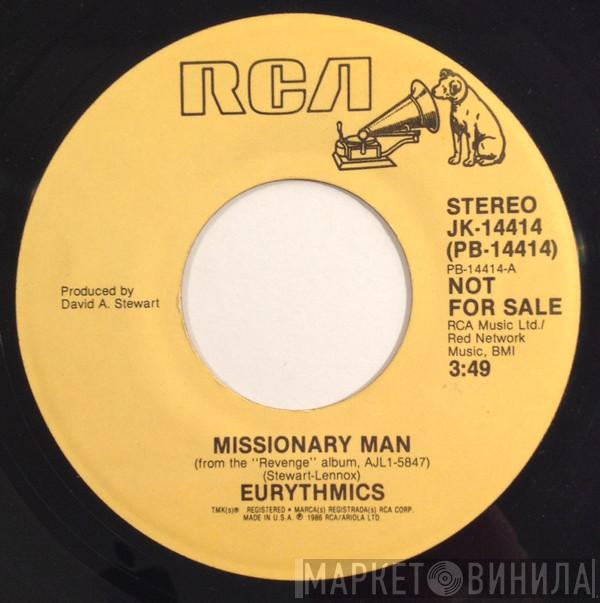 RCA
STEREO
JK-14414
(PB-14414)
PB-14414-A
NOT
FOR SALE
RCA Music Ltd./
Red Network
Music, BMI
3:49
Produced by
David A. Stewart
MISSIONARY MAN
(from the "Revenge" album, AJL1-5847)
(Stewart-Lennox)
EURYTHMICS
TMK(s)® REGISTERED • MARCA(s) REGISTRADA(s) RCA CORP.
MADE IN U.S.A. ℗ 1986 RCA/ARIOLA LTD.
МАРКЕТ ВИНИЛА